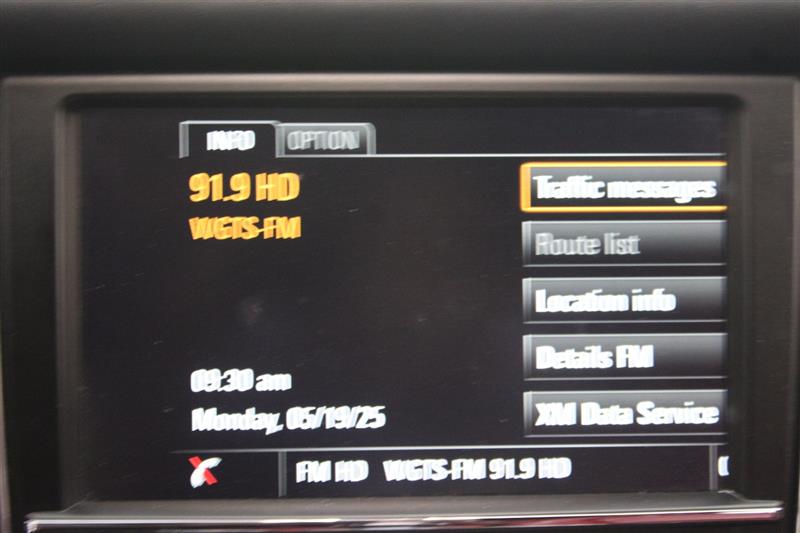 INFO OPTION
91.9 HD
WGTS-FM
Traffic messages
Route list
Location info
Details FM
XM Data Service
09:30 am
Monday, 05/19/25
FM HD WGTS-FM 91.9 HD